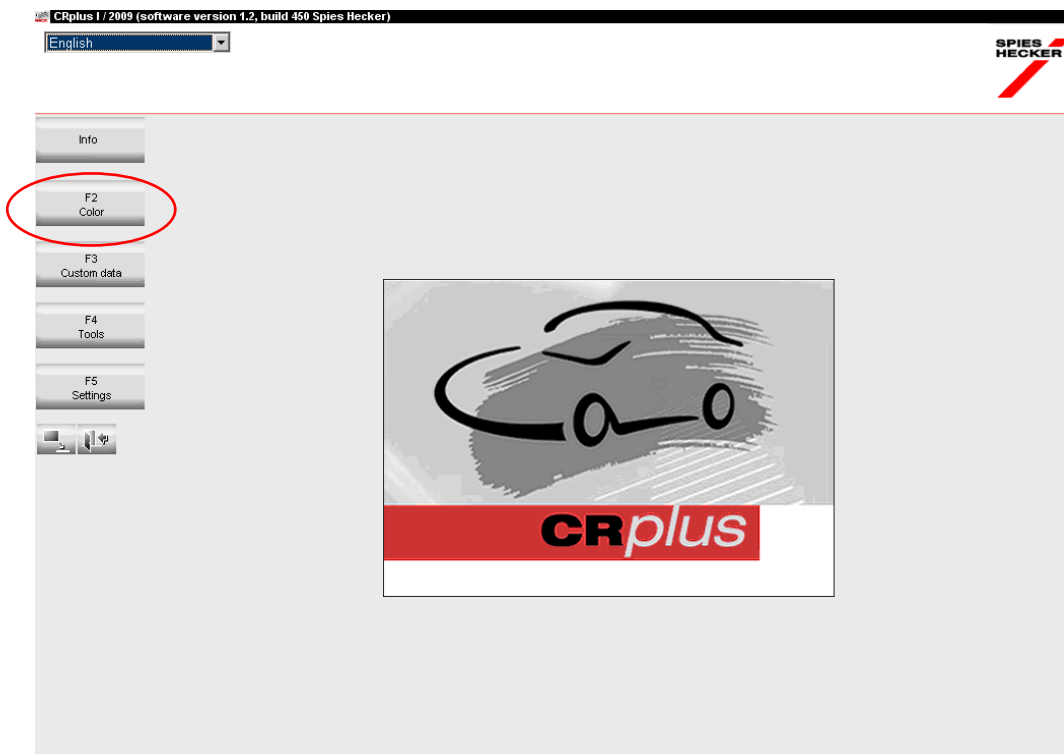 CRplus I / 2009 (software version 1.2, build 450 Spies Hecker)
English
SPIES
HECKER
Info
F2
Color
F3
Custom data
F4
Tools
F5
Settings
CRplus